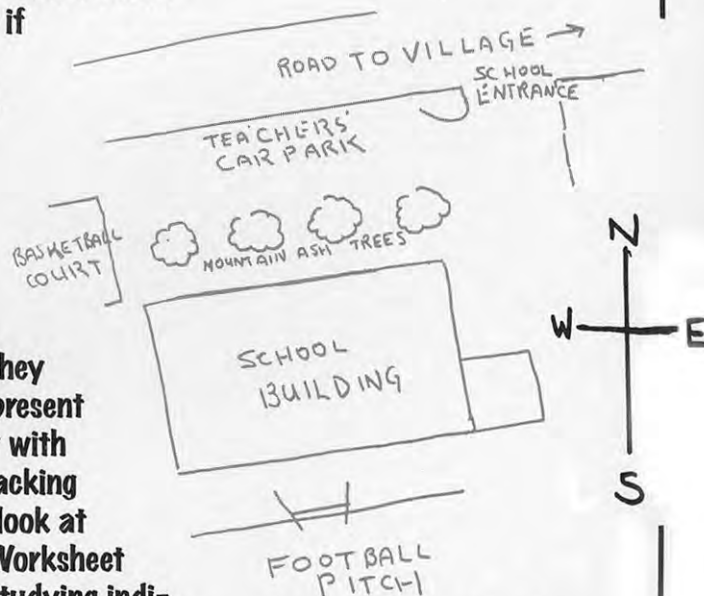 if
ROAD TO VILLAGE
SCHOOL
ENTRANCE
TEACHERS'
CAR PARK
BASKETBALL
COURT
MOUNTAIN ASH TREES
N
W
E
S
SCHOOL
BUILDING
hey
present
with
acking
look at
Worksheet
tudying indi-
FOOTBALL
PITCH